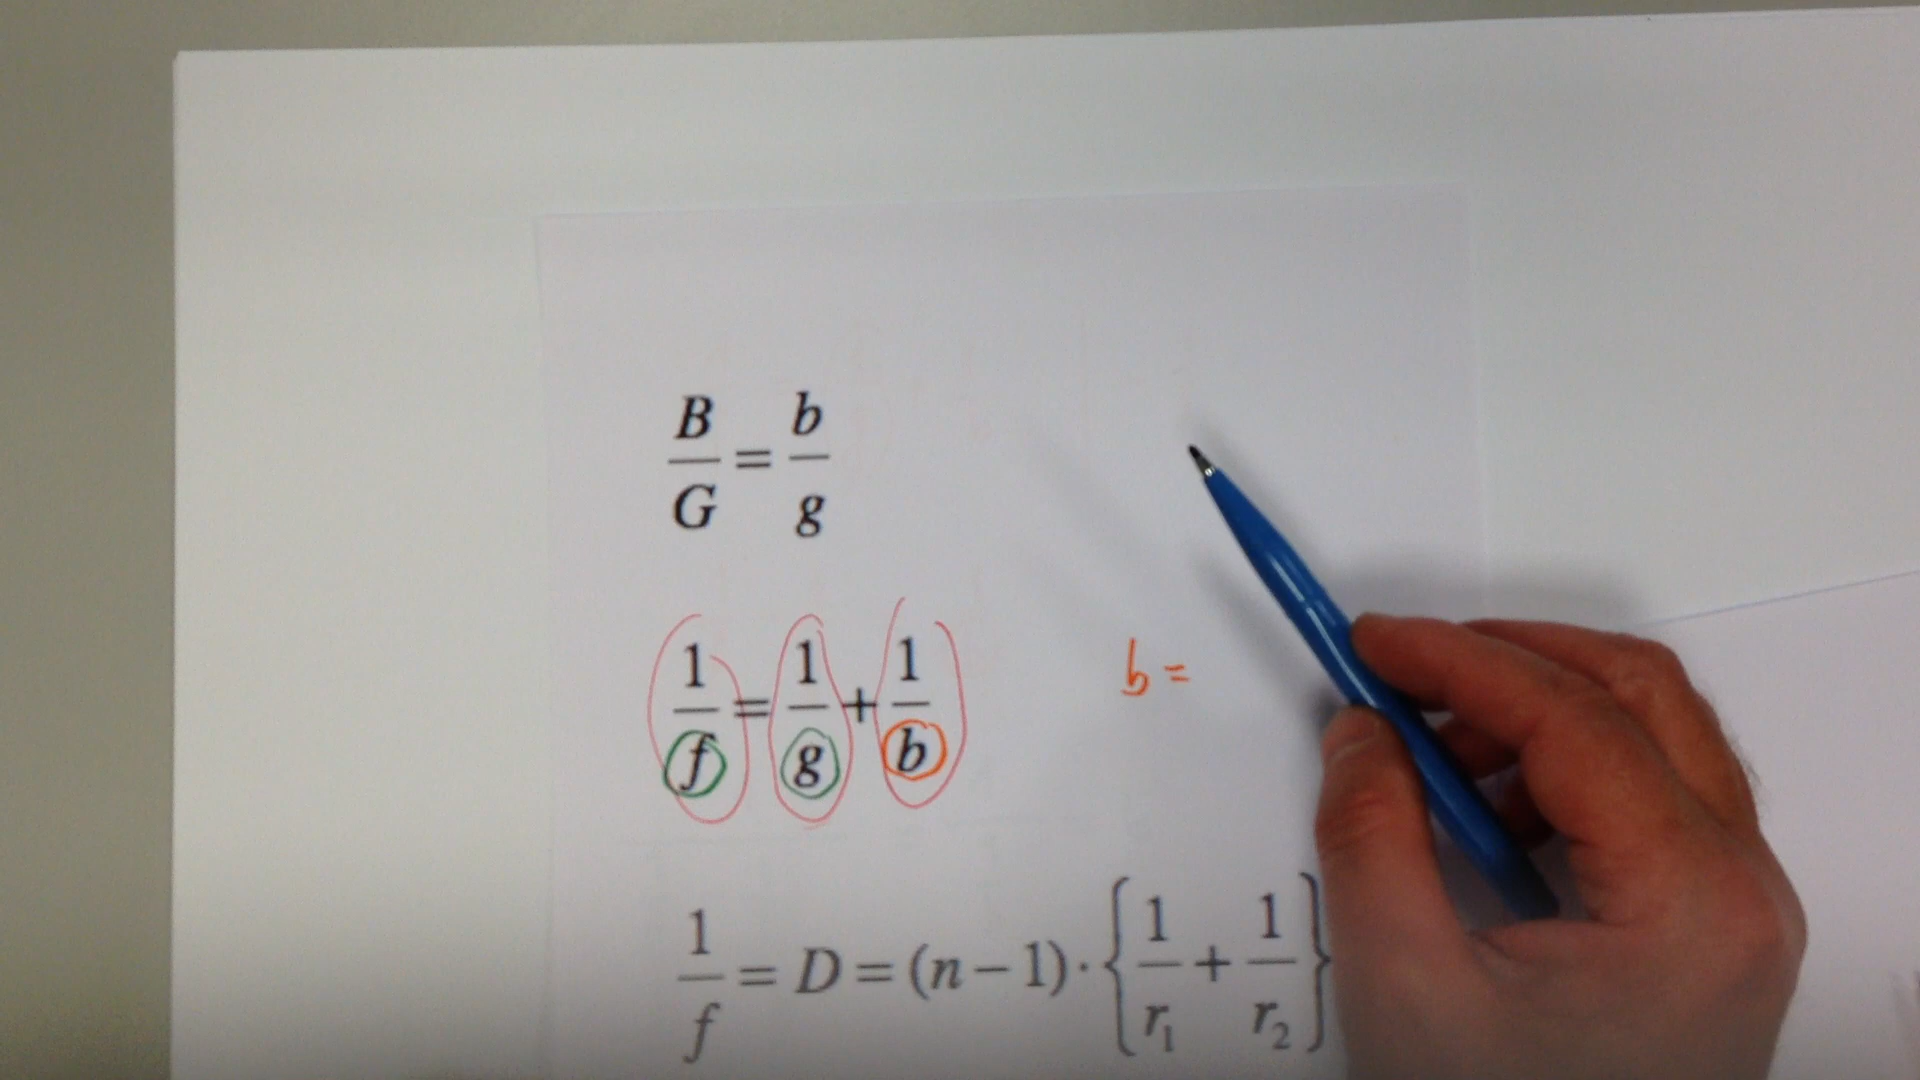 B/G = b/g
1/f = 1/g + 1/b
b =
1/f = D = (n − 1) · {1/r₁ + 1/r₂}